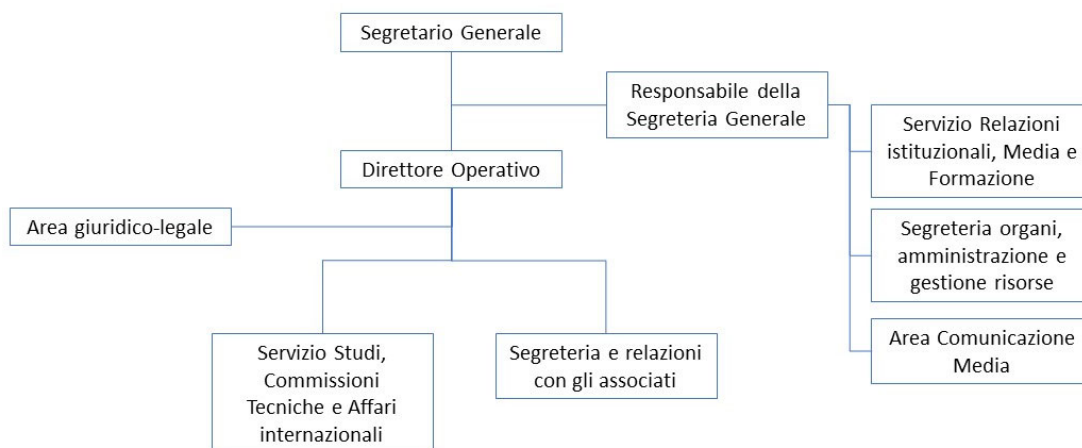 Segretario Generale
Responsabile della
Segreteria Generale
Servizio Relazioni
istituzionali, Media e
Formazione
Direttore Operativo
Area giuridico-legale
Segreteria organi,
amministrazione e
gestione risorse
Area Comunicazione
Media
Servizio Studi,
Commissioni
Tecniche e Affari
internazionali
Segreteria e relazioni
con gli associati